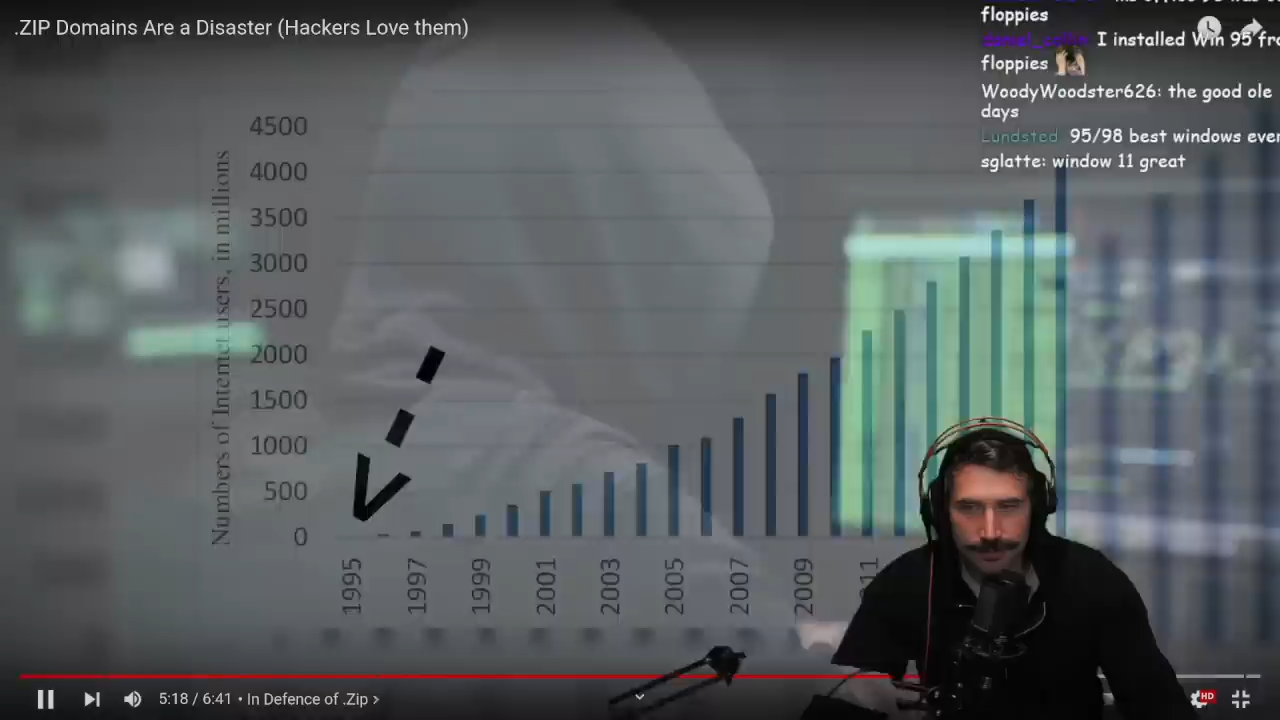 .ZIP Domains Are a Disaster (Hackers Love them)
floppies
I installed Win 95
floppies
WoodyWoodster626: the good ole
days
Lundsted 95/98 best windows ever
sglatte: window 11 great
4500
4000
3500
3000
2500
2000
1500
1000
500
0
Numbers of Internet users, in millions
1995
1997
1999
2001
2003
2005
2007
2009
5:18 / 6:41 • In Defence of .Zip >
HD